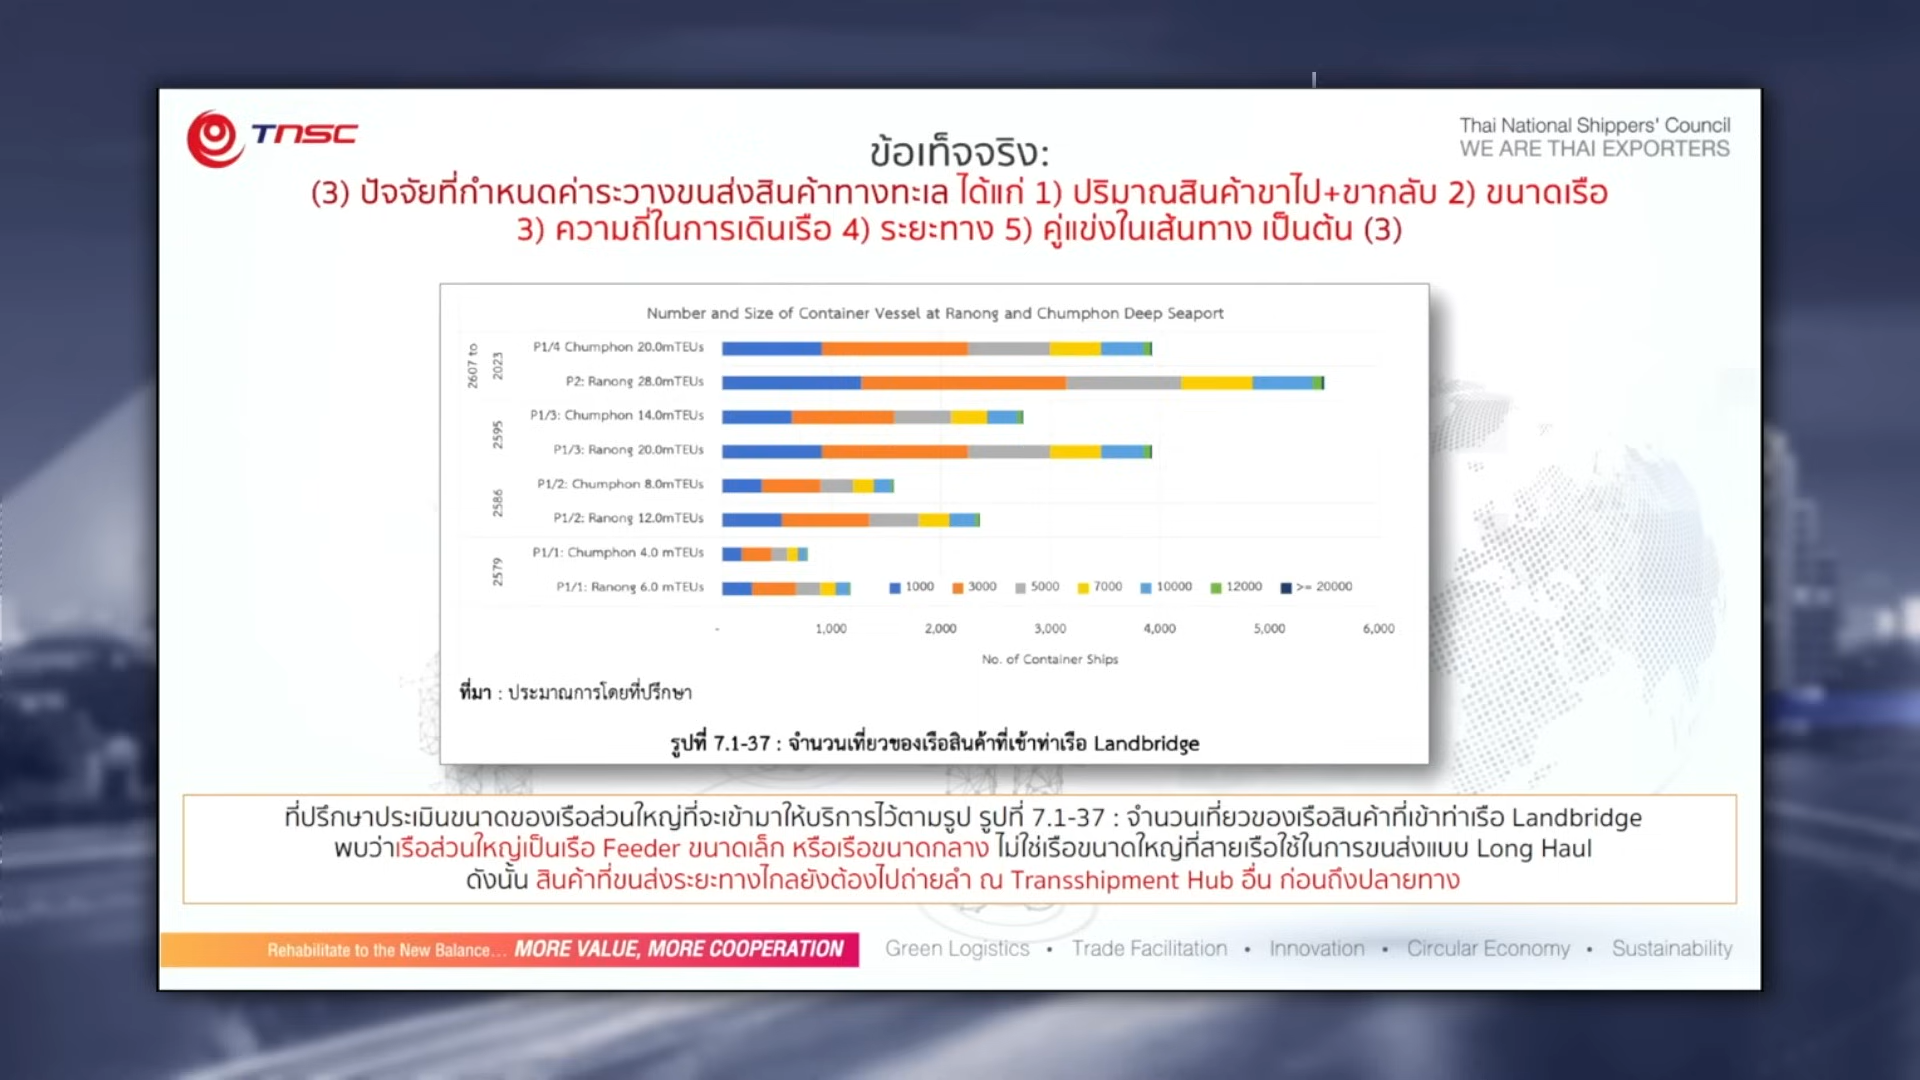 TNSC
Thai National Shippers' Council
WE ARE THAI EXPORTERS
ข้อเท็จจริง:
(3) ปัจจัยที่กำหนดค่าระวางขนส่งสินค้าทางทะเล ได้แก่ 1) ปริมาณสินค้าขาไป+ขากลับ 2) ขนาดเรือ
3) ความถี่ในการเดินเรือ 4) ระยะทาง 5) คู่แข่งในเส้นทาง เป็นต้น (3)
Number and Size of Container Vessel at Ranong and Chumphon Deep Seaport
2607 to
2023
P1/4 Chumphon 20.0mTEUs
P2: Ranong 28.0mTEUs
2595
P1/3: Chumphon 14.0mTEUs
P1/3: Ranong 20.0mTEUs
2586
P1/2: Chumphon 8.0mTEUs
P1/2: Ranong 12.0mTEUs
2579
P1/1: Chumphon 4.0 mTEUs
P1/1: Ranong 6.0 mTEUs
1000 3000 5000 7000 10000 12000 >= 20000
- 1,000 2,000 3,000 4,000 5,000 6,000
No. of Container Ships
ที่มา : ประมาณการโดยที่ปรึกษา
รูปที่ 7.1-37 : จำนวนเที่ยวของเรือสินค้าที่เข้าท่าเรือ Landbridge
ที่ปรึกษาประเมินขนาดของเรือส่วนใหญ่ที่จะเข้ามาให้บริการไว้ตามรูป รูปที่ 7.1-37 : จำนวนเที่ยวของเรือสินค้าที่เข้าท่าเรือ Landbridge
พบว่าเรือส่วนใหญ่เป็นเรือ Feeder ขนาดเล็ก หรือเรือขนาดกลาง ไม่ใช่เรือขนาดใหญ่ที่สายเรือใช้ในการขนส่งแบบ Long Haul
ดังนั้น สินค้าที่ขนส่งระยะทางไกลยังต้องไปถ่ายลำ ณ Transshipment Hub อื่น ก่อนถึงปลายทาง
Rehabilitate to the New Balance... MORE VALUE, MORE COOPERATION
Green Logistics • Trade Facilitation • Innovation • Circular Economy • Sustainability